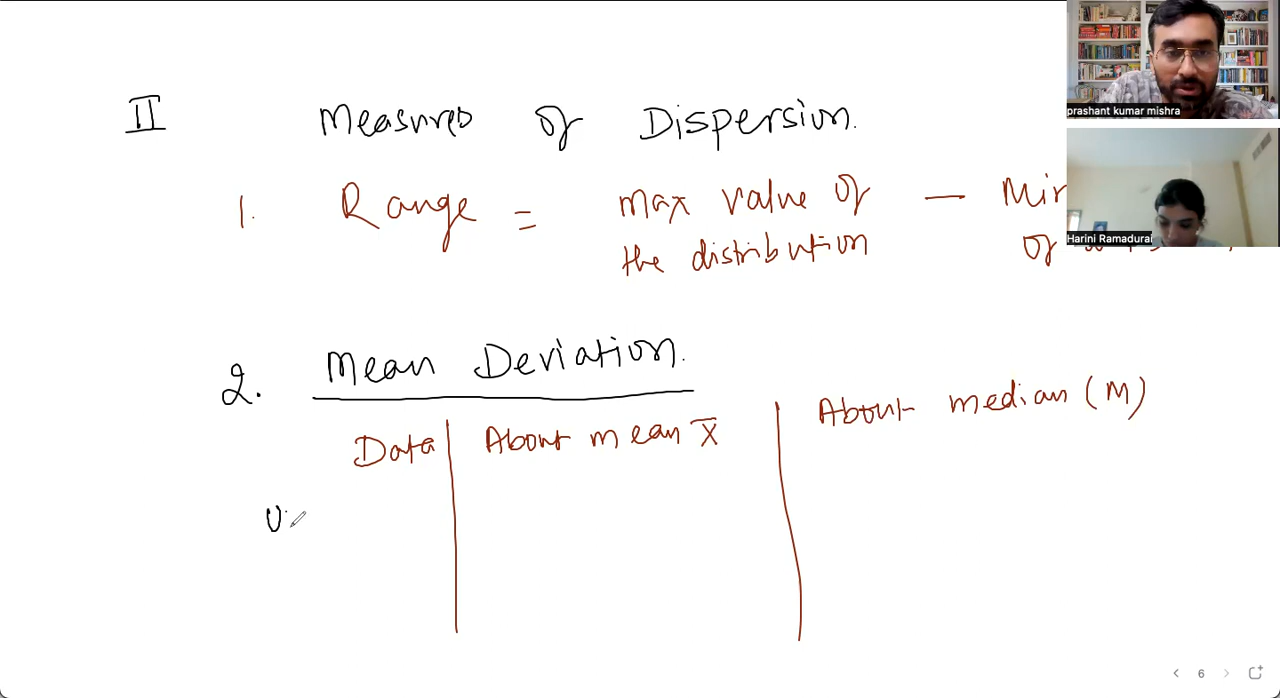 II Measures of Dispersion.
1. Range = max value of −
the distribution of
2. Mean Deviation.
Data About mean x̄ About median (M)
prashant kumar mishra
Harini Ramadurai
6